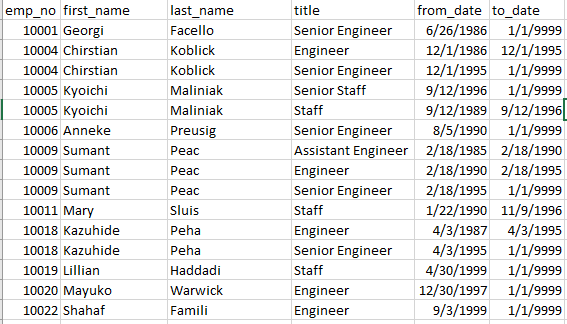 emp_no first_name last_name title from_date to_date
10001 Georgi Facello Senior Engineer 6/26/1986 1/1/9999
10004 Chirstian Koblick Engineer 12/1/1986 12/1/1995
10004 Chirstian Koblick Senior Engineer 12/1/1995 1/1/9999
10005 Kyoichi Maliniak Senior Staff 9/12/1996 1/1/9999
10005 Kyoichi Maliniak Staff 9/12/1989 9/12/1996
10006 Anneke Preusig Senior Engineer 8/5/1990 1/1/9999
10009 Sumant Peac Assistant Engineer 2/18/1985 2/18/1990
10009 Sumant Peac Engineer 2/18/1990 2/18/1995
10009 Sumant Peac Senior Engineer 2/18/1995 1/1/9999
10011 Mary Sluis Staff 1/22/1990 11/9/1996
10018 Kazuhide Peha Engineer 4/3/1987 4/3/1995
10018 Kazuhide Peha Senior Engineer 4/3/1995 1/1/9999
10019 Lillian Haddadi Staff 4/30/1999 1/1/9999
10020 Mayuko Warwick Engineer 12/30/1997 1/1/9999
10022 Shahaf Famili Engineer 9/3/1999 1/1/9999